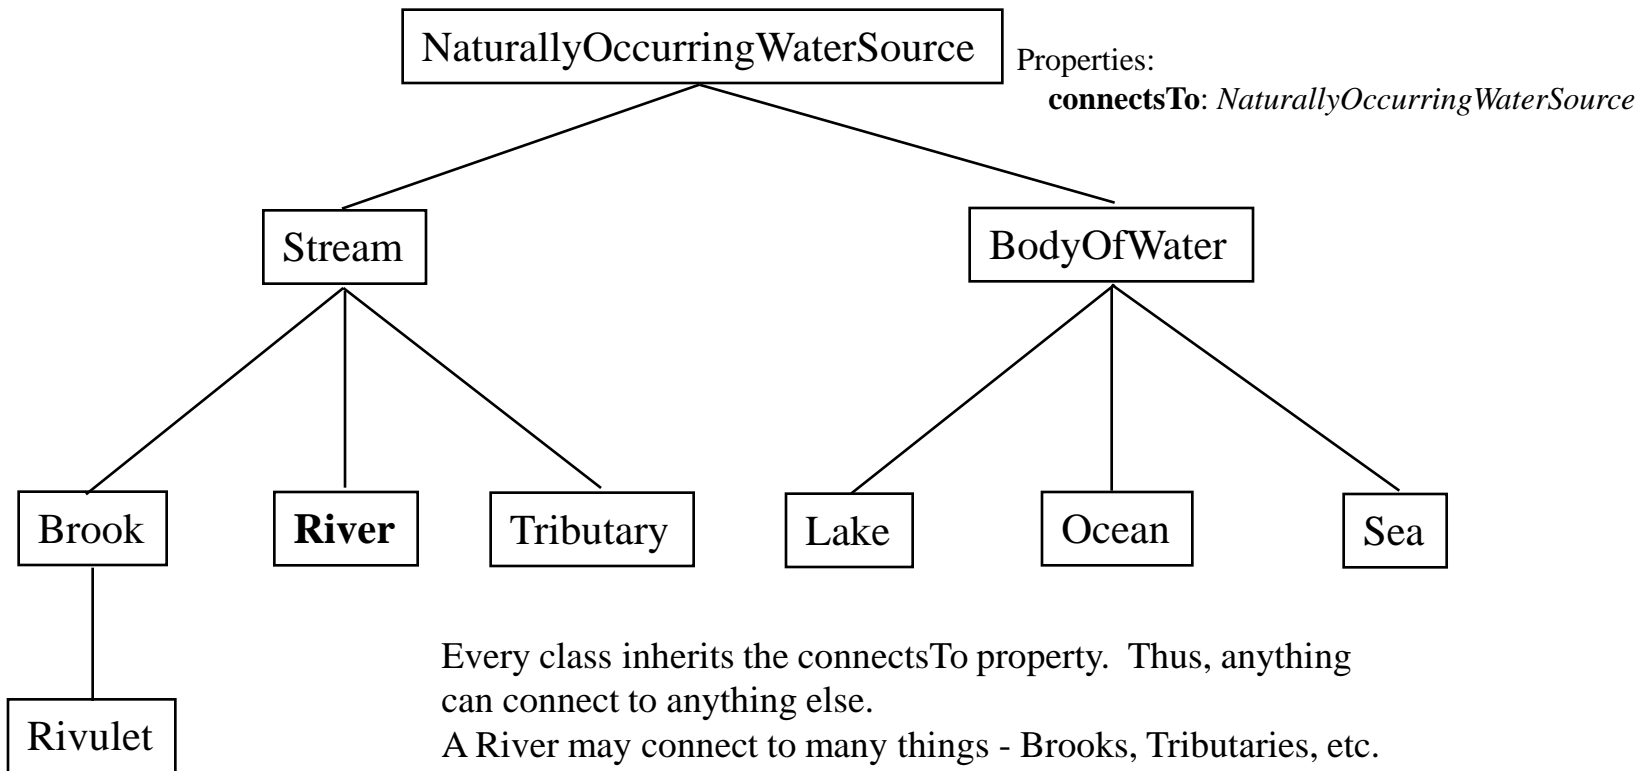 NaturallyOccurringWaterSource
Properties:
connectsTo: NaturallyOccurringWaterSource
Stream
BodyOfWater
Brook
River
Tributary
Lake
Ocean
Sea
Rivulet
Every class inherits the connectsTo property. Thus, anything
can connect to anything else.
A River may connect to many things - Brooks, Tributaries, etc.